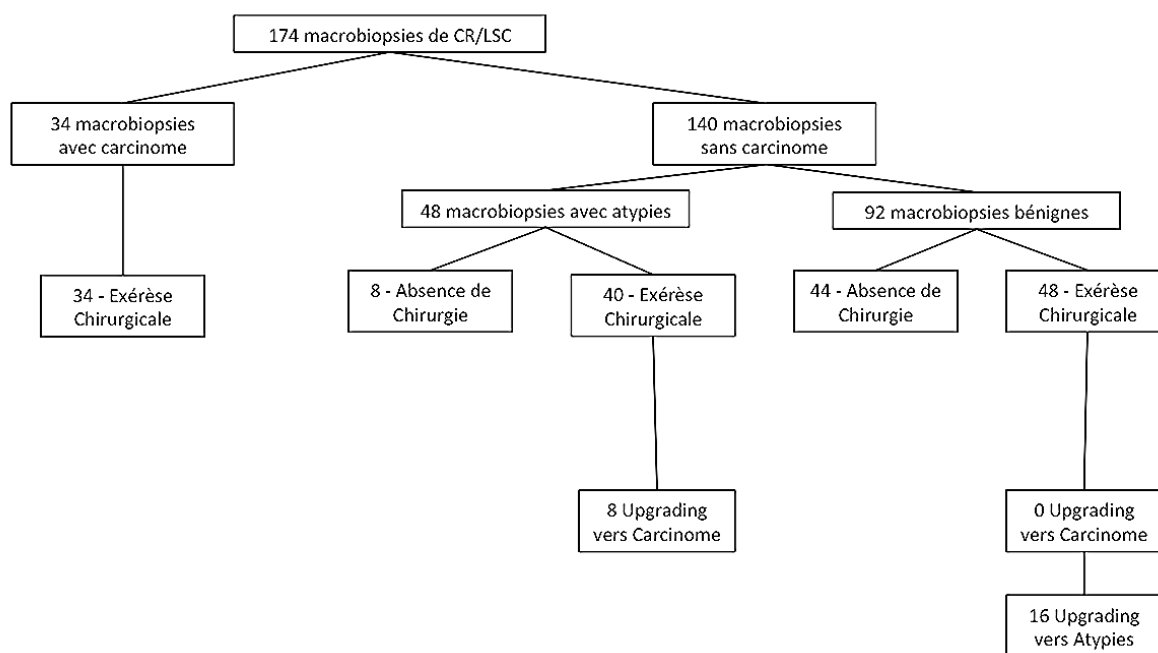 174 macrobiopsies de CR/LSC
34 macrobiopsies
avec carcinome
140 macrobiopsies
sans carcinome
48 macrobiopsies avec atypies
92 macrobiopsies bénignes
34 - Exérèse
Chirurgicale
8 - Absence de
Chirurgie
40 - Exérèse
Chirurgicale
44 - Absence de
Chirurgie
48 - Exérèse
Chirurgicale
8 Upgrading
vers Carcinome
0 Upgrading
vers Carcinome
16 Upgrading
vers Atypies